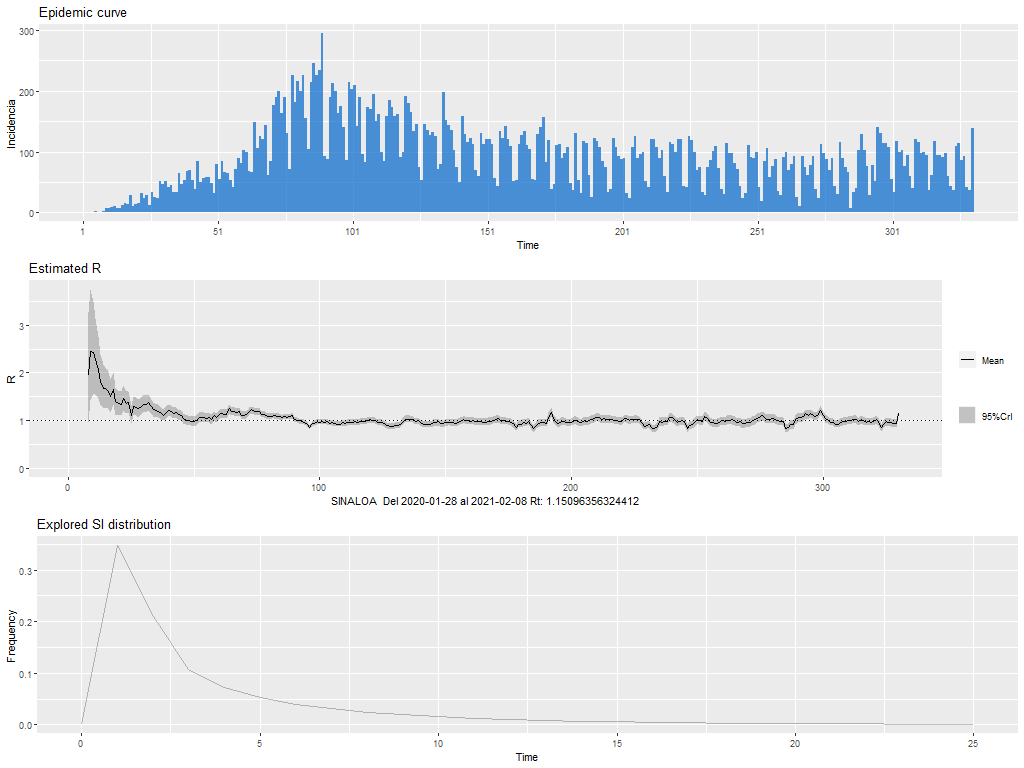 Epidemic curve
300
200
100
0
Incidencia
1 51 101 151 201 251 301
Time
Estimated R
3
2
1
0
R
Mean
95%CrI
0 100 200 300
SINALOA Del 2020-01-28 al 2021-02-08 Rt: 1.15096356324412
Explored SI distribution
0.3
0.2
0.1
0.0
Frequency
0 5 10 15 20 25
Time